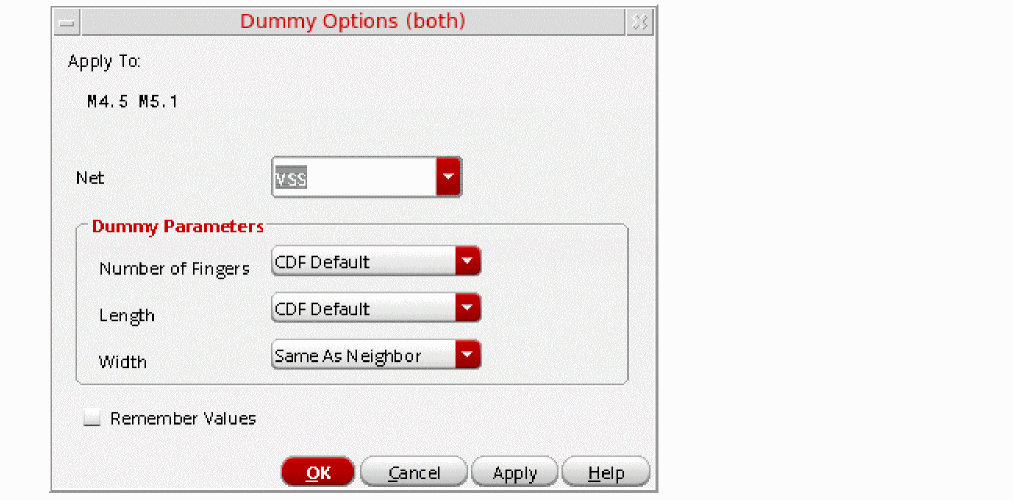 Dummy Options (both)
Apply To:
M4.5 M5.1
Net
vss
Dummy Parameters
Number of Fingers
CDF Default
Length
CDF Default
Width
Same As Neighbor
Remember Values
OK
Cancel
Apply
Help